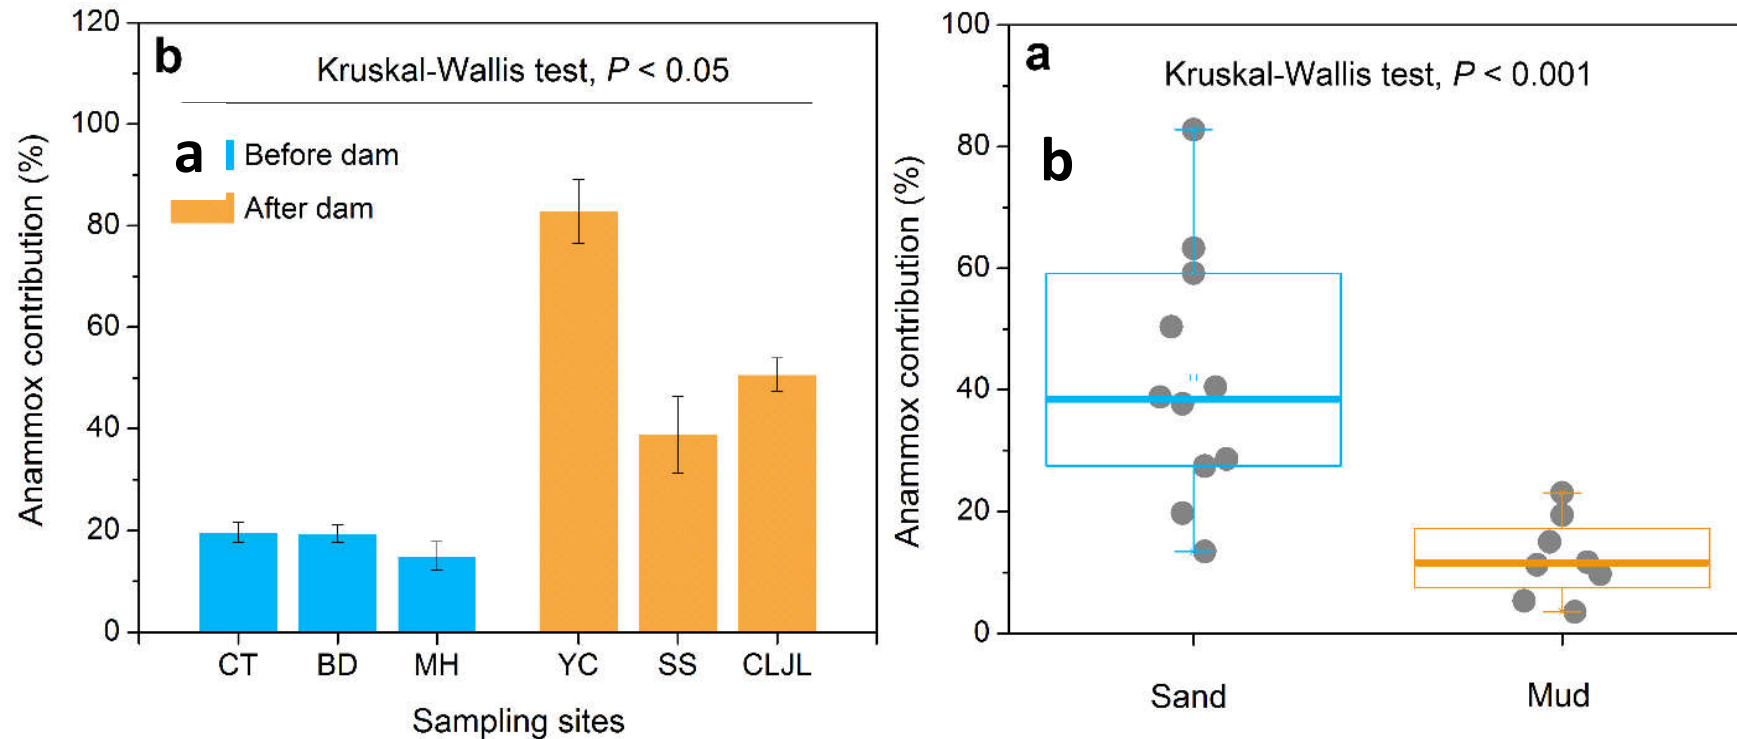 b
Kruskal-Wallis test, P < 0.05
a
Before dam
After dam
Anammox contribution (%)
120
100
80
60
40
20
0
CT BD MH YC SS CLJL
Sampling sites
a
Kruskal-Wallis test, P < 0.001
b
Anammox contribution (%)
100
80
60
40
20
0
Sand Mud